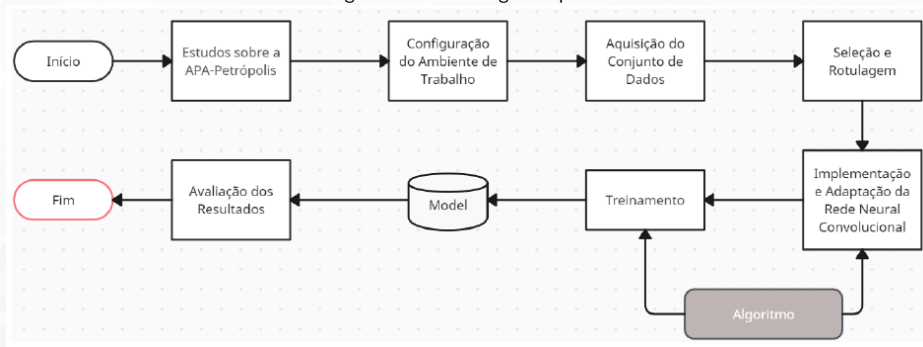 Início
Estudos sobre a
APA-Petrópolis
Configuração
do Ambiente de
Trabalho
Aquisição do
Conjunto de
Dados
Seleção e
Rotulagem
Implementação
e Adaptação da
Rede Neural
Convolucional
Treinamento
Model
Avaliação dos
Resultados
Fim
Algoritmo